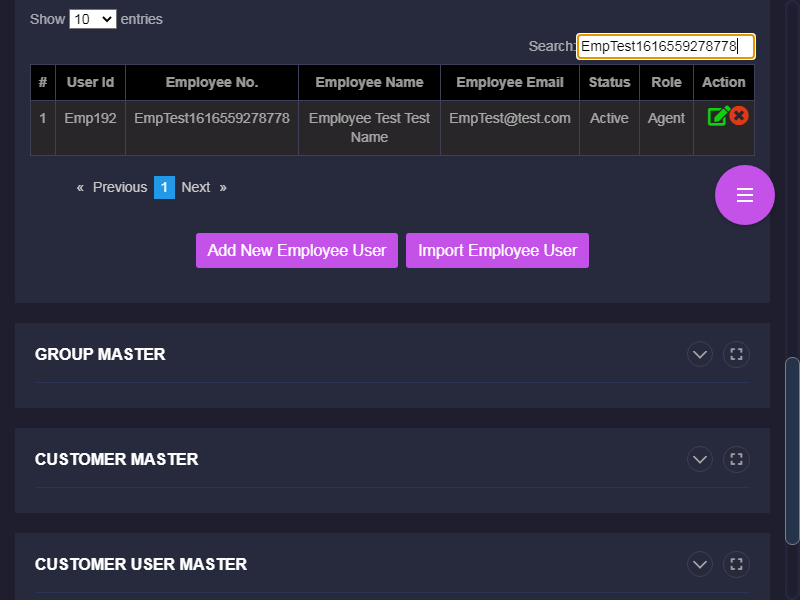 Show 10 entries
Search: EmpTest1616559278778
# User Id Employee No. Employee Name Employee Email Status Role Action
1 Emp192 EmpTest1616559278778 Employee Test Test Name EmpTest@test.com Active Agent
« Previous 1 Next »
Add New Employee User Import Employee User
GROUP MASTER
CUSTOMER MASTER
CUSTOMER USER MASTER